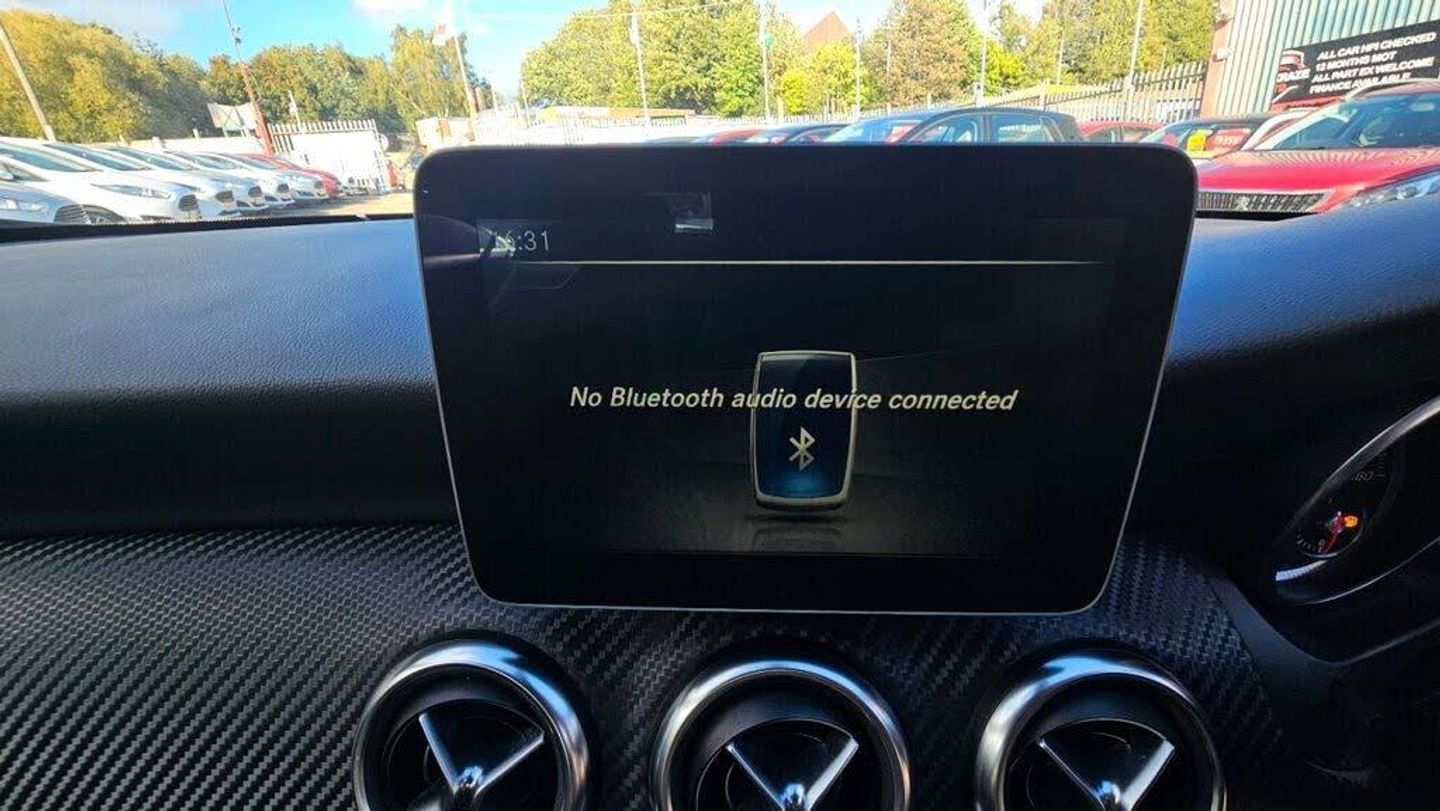 ALL CAR HPI CHECKED
12 MONTHS MOT
ALL PART EX WELCOME
FINANCE AVAILABLE
16:31
No Bluetooth audio device connected